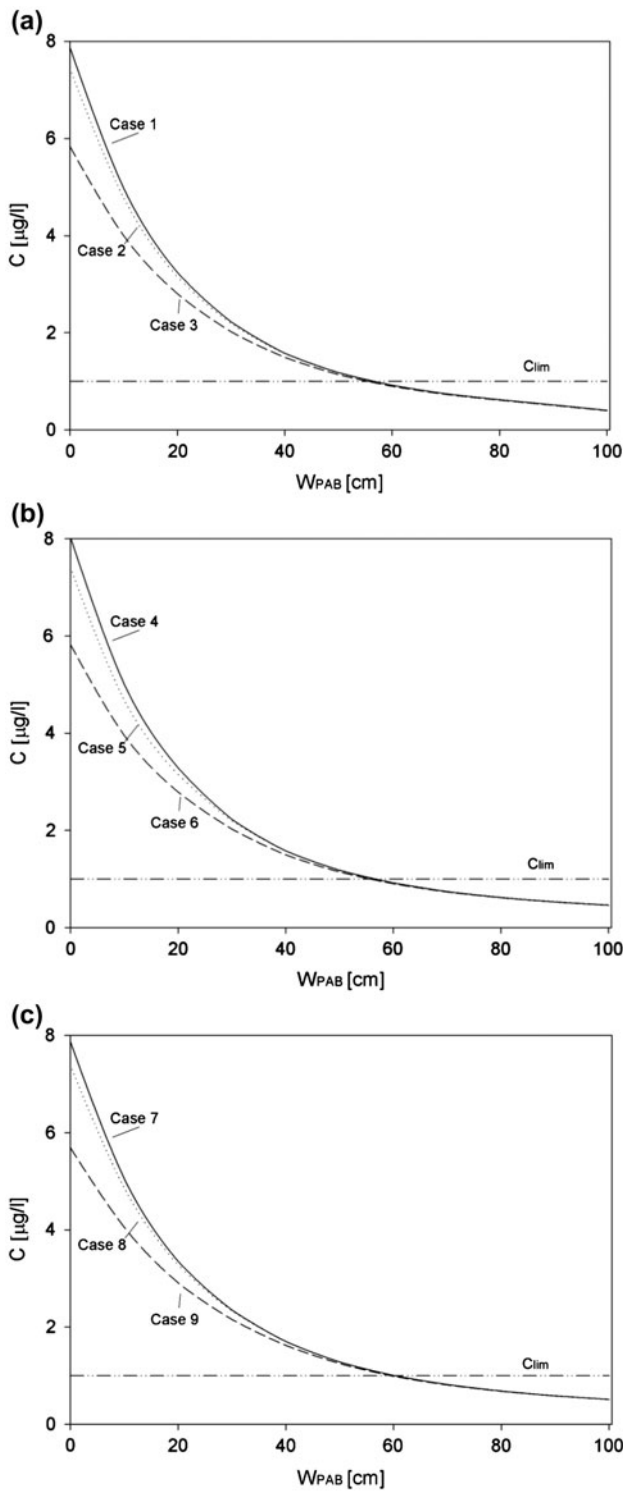 (a)
8
6
4
2
0
C [µg/l]
Case 1
Case 2
Case 3
Clim
0 20 40 60 80 100
WPAB [cm]
(b)
8
6
4
2
0
C [µg/l]
Case 4
Case 5
Case 6
Clim
0 20 40 60 80 100
WPAB [cm]
(c)
8
6
4
2
0
C [µg/l]
Case 7
Case 8
Case 9
Clim
0 20 40 60 80 100
WPAB [cm]